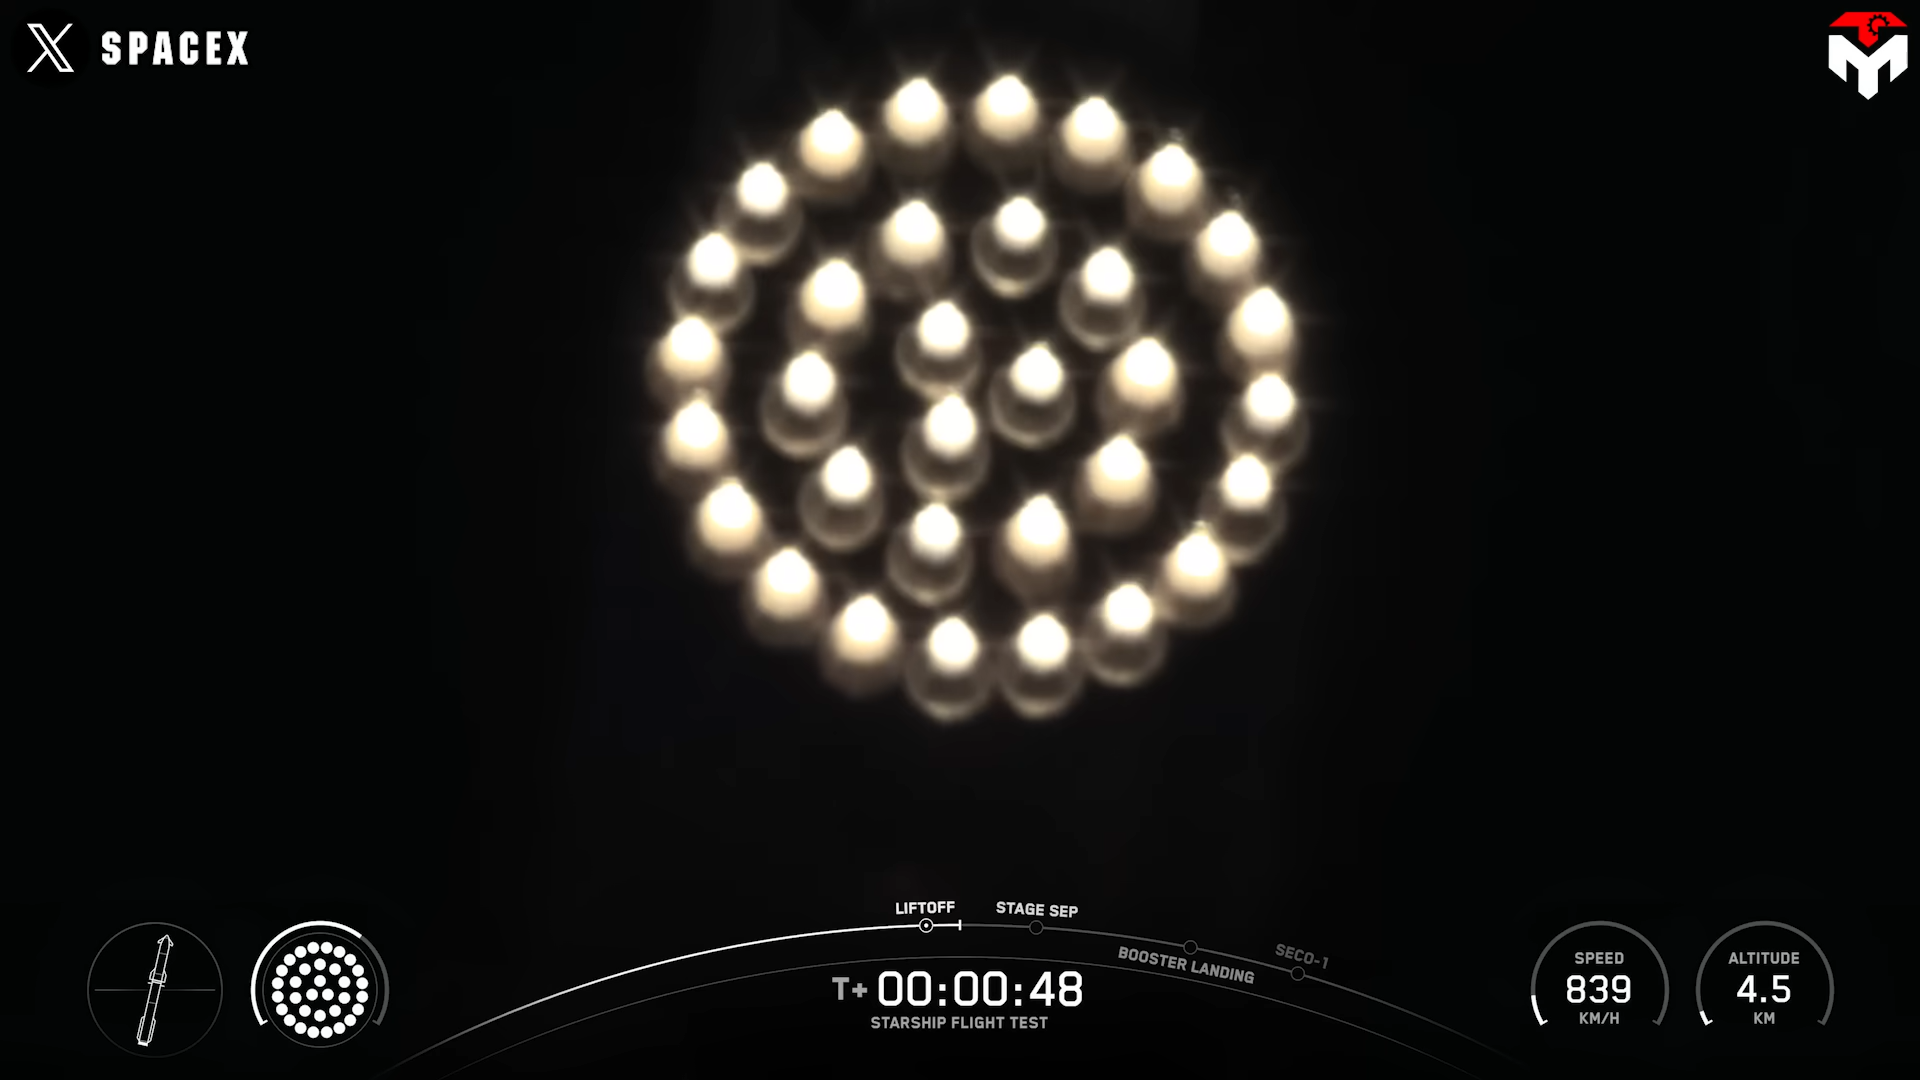 X SPACEX
LIFTOFF
STAGE SEP
BOOSTER LANDING
SECO-1
T+ 00:00:48
STARSHIP FLIGHT TEST
SPEED
839
KM/H
ALTITUDE
4.5
KM